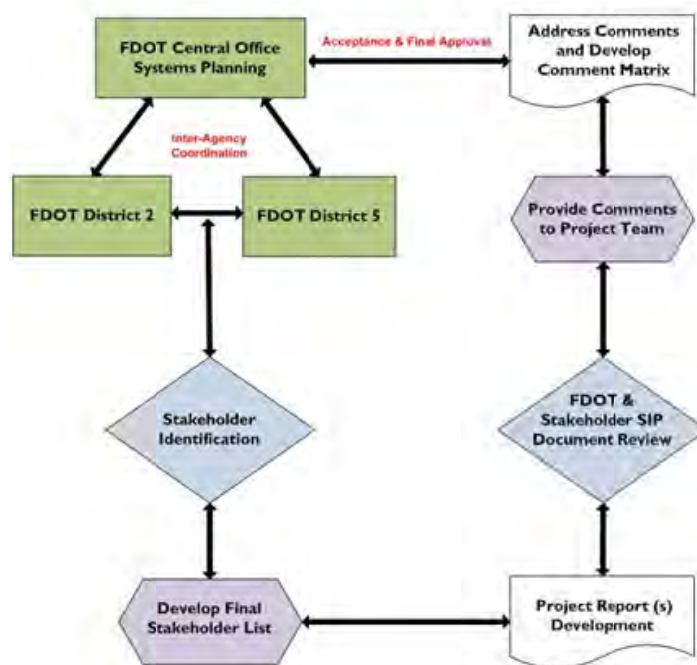 FDOT Central Office
Systems Planning
Acceptance & Final Approval
Address Comments
and Develop
Comment Matrix
Inter-Agency
Coordination
FDOT District 2
FDOT District 5
Provide Comments
to Project Team
Stakeholder
Identification
FDOT &
Stakeholder SIP
Document Review
Develop Final
Stakeholder List
Project Report (s)
Development